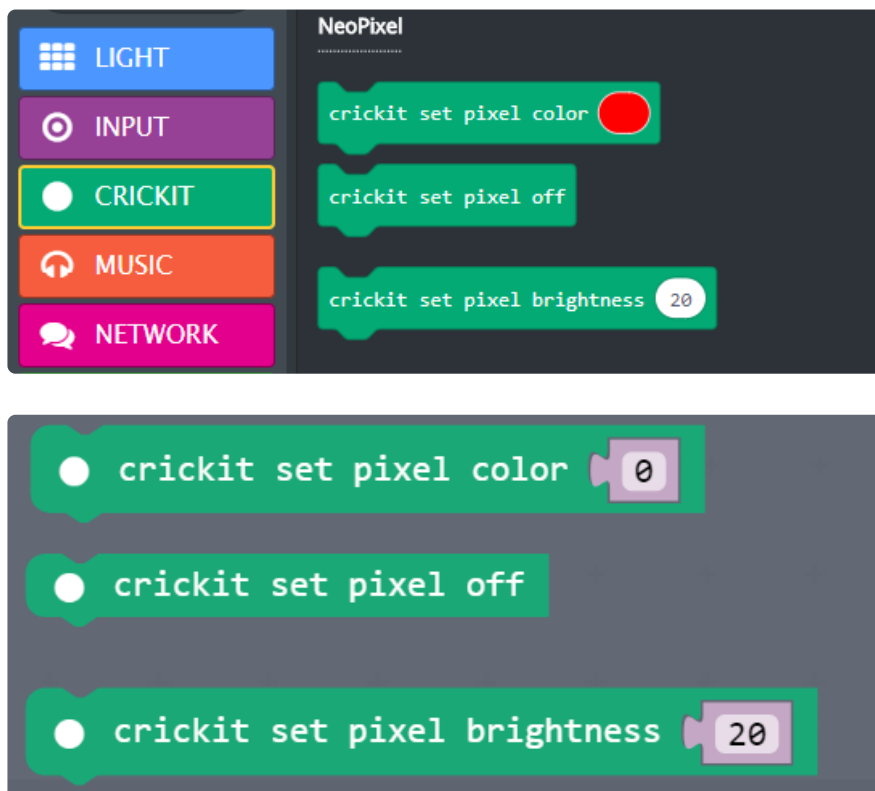 NeoPixel
LIGHT
crickit set pixel color
INPUT
CRICKIT
crickit set pixel off
MUSIC
crickit set pixel brightness 20
NETWORK
crickit set pixel color 0
crickit set pixel off
crickit set pixel brightness 20